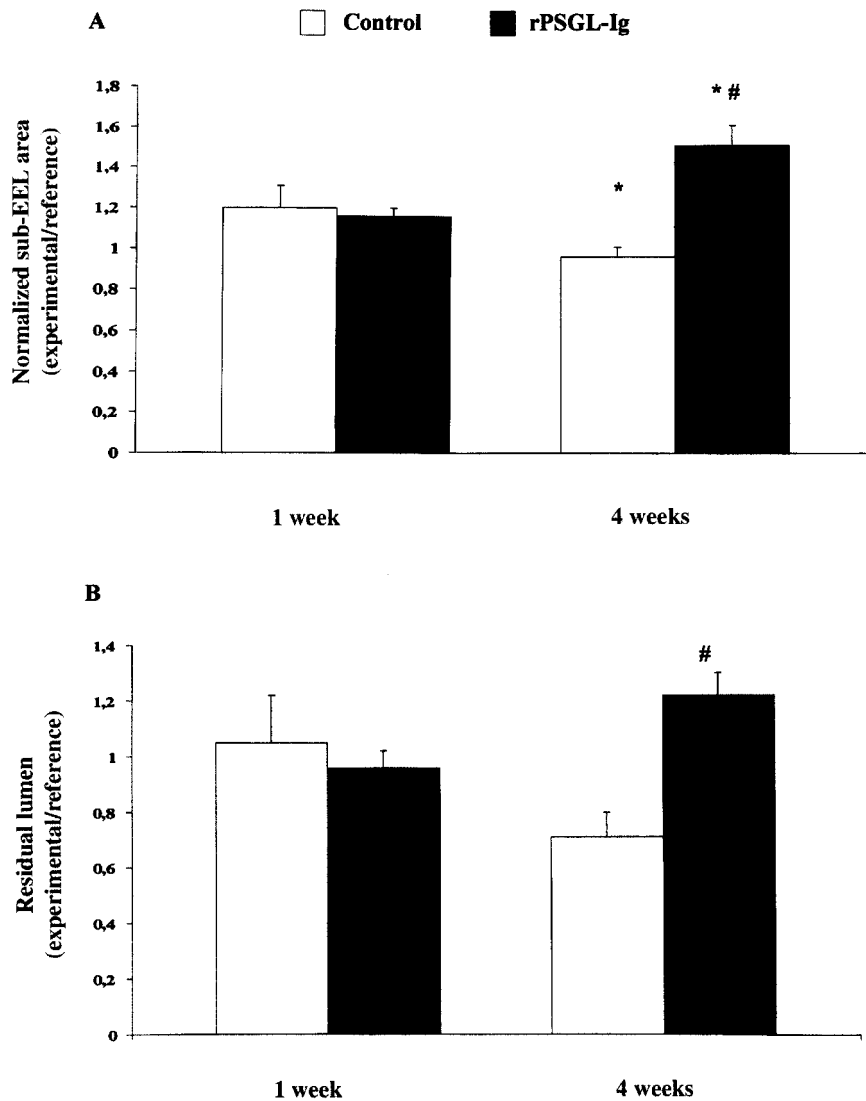 A
Control rPSGL-Ig
Normalized sub-EEL area
(experimental/reference)
1,8
1,6
1,4
1,2
1
0,8
0,6
0,4
0,2
0
*
* #
1 week 4 weeks
B
Residual lumen
(experimental/reference)
1,4
1,2
1
0,8
0,6
0,4
0,2
0
#
1 week 4 weeks